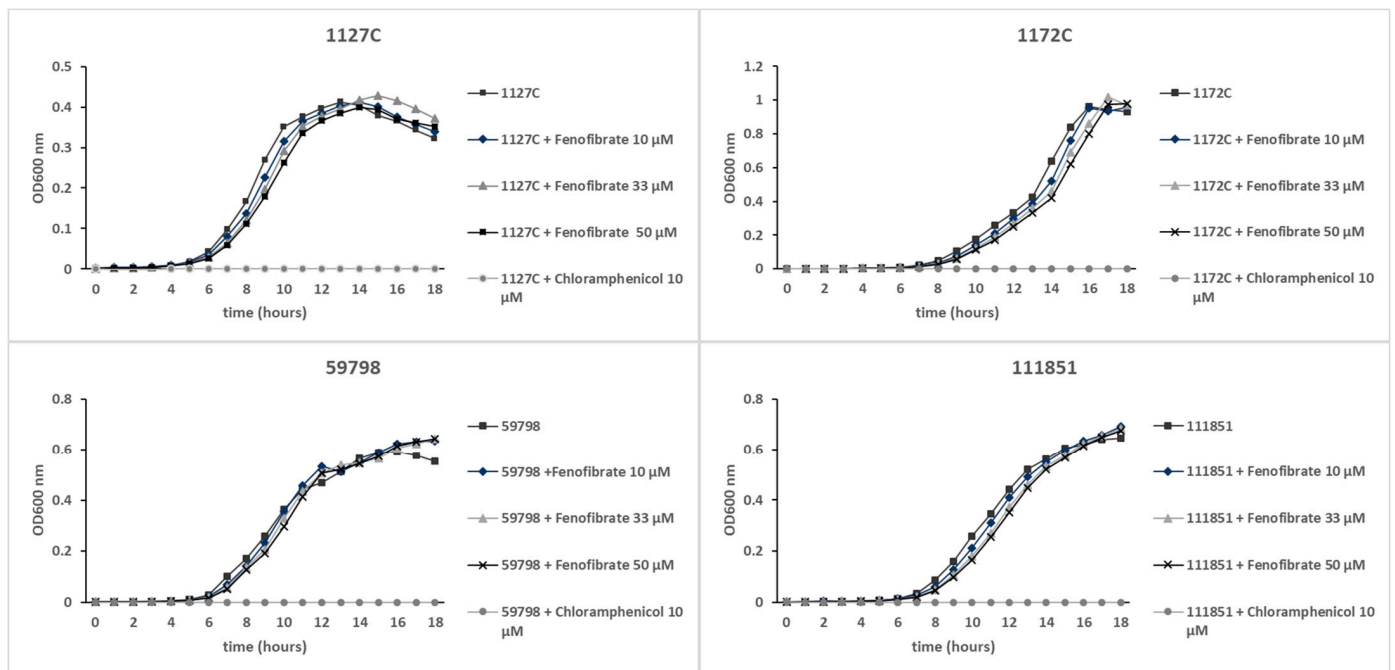 1127C
0.5
0.4
0.3
0.2
0.1
0
OD600 nm
0 2 4 6 8 10 12 14 16 18
time (hours)
1127C
1127C + Fenofibrate 10 µM
1127C + Fenofibrate 33 µM
1127C + Fenofibrate 50 µM
1127C + Chloramphenicol 10
µM
1172C
1.2
1
0.8
0.6
0.4
0.2
0
OD600 nm
0 2 4 6 8 10 12 14 16 18
time (hours)
1172C
1172C + Fenofibrate 10 µM
1172C + Fenofibrate 33 µM
1172C + Fenofibrate 50 µM
1172C + Chloramphenicol 10
µM
59798
0.8
0.6
0.4
0.2
0
OD600 nm
0 2 4 6 8 10 12 14 16 18
time (hours)
59798
59798 +Fenofibrate 10 µM
59798 + Fenofibrate 33 µM
59798 + Fenofibrate 50 µM
59798 + Chloramphenicol 10
µM
111851
0.8
0.6
0.4
0.2
0
OD600 nm
0 2 4 6 8 10 12 14 16 18
time (hours)
111851
111851 + Fenofibrate 10 µM
111851 + Fenofibrate 33 µM
111851 + Fenofibrate 50 µM
111851 + Chloramphenicol 10
µM